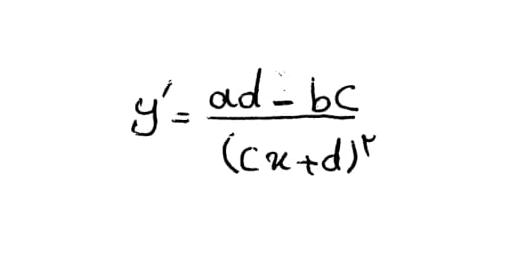 y′ = (ad - bc) / (cx+d)^۲